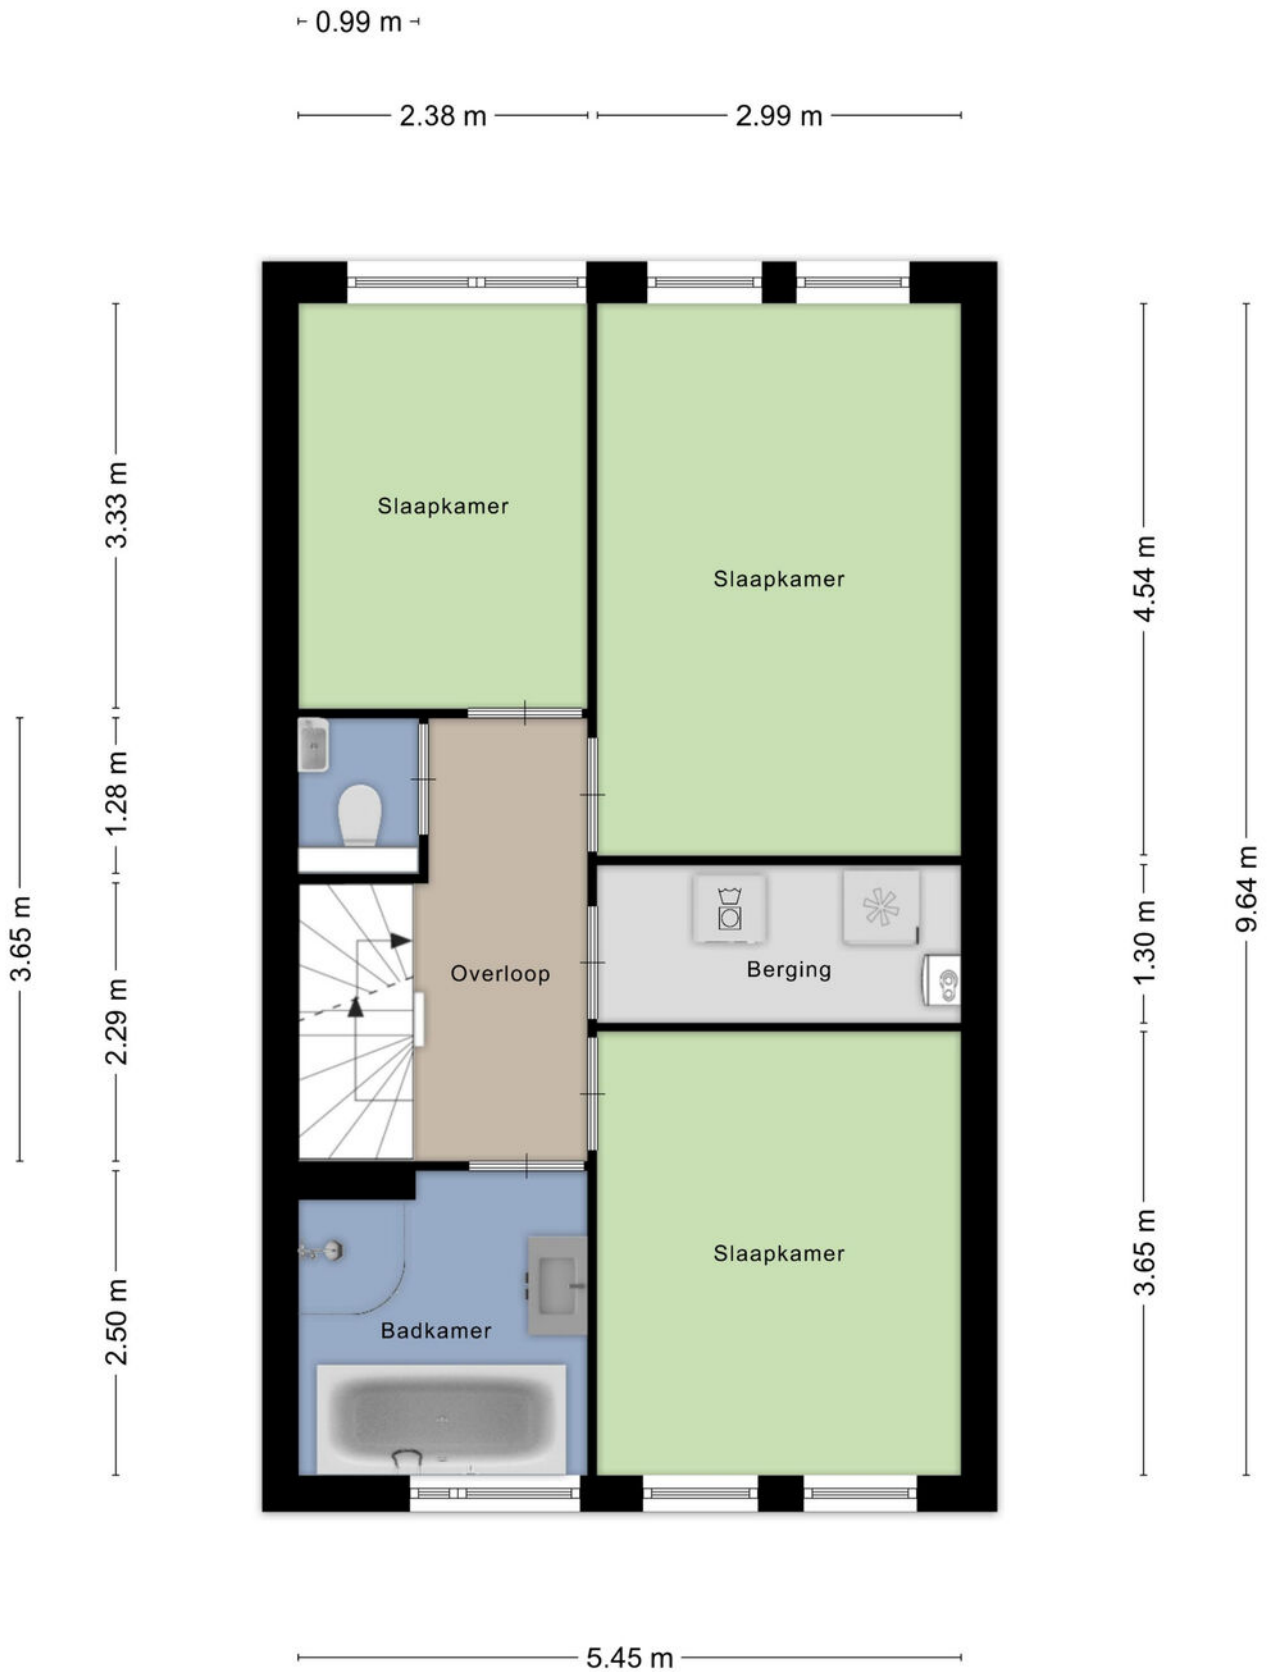 0.99 m
2.38 m
2.99 m
3.33 m
Slaapkamer
Slaapkamer
4.54 m
1.28 m
3.65 m
9.64 m
1.30 m
Overloop
Berging
2.29 m
3.65 m
Slaapkamer
2.50 m
Badkamer
5.45 m